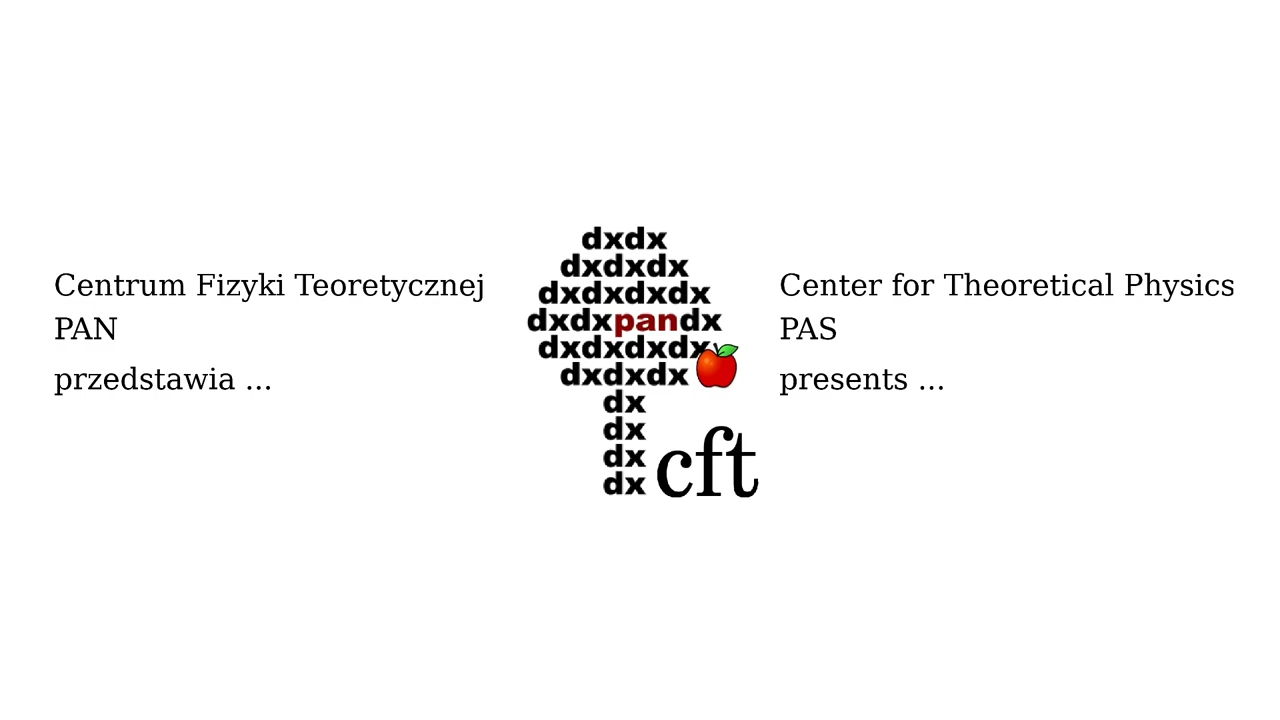 Centrum Fizyki Teoretycznej
PAN
przedstawia ...
dxdx
dxdxdx
dxdxdxdx
dxdxpandx
dxdxdxdx
dxdxdx
dx
dx
dx
dx
cft
Center for Theoretical Physics
PAS
presents ...